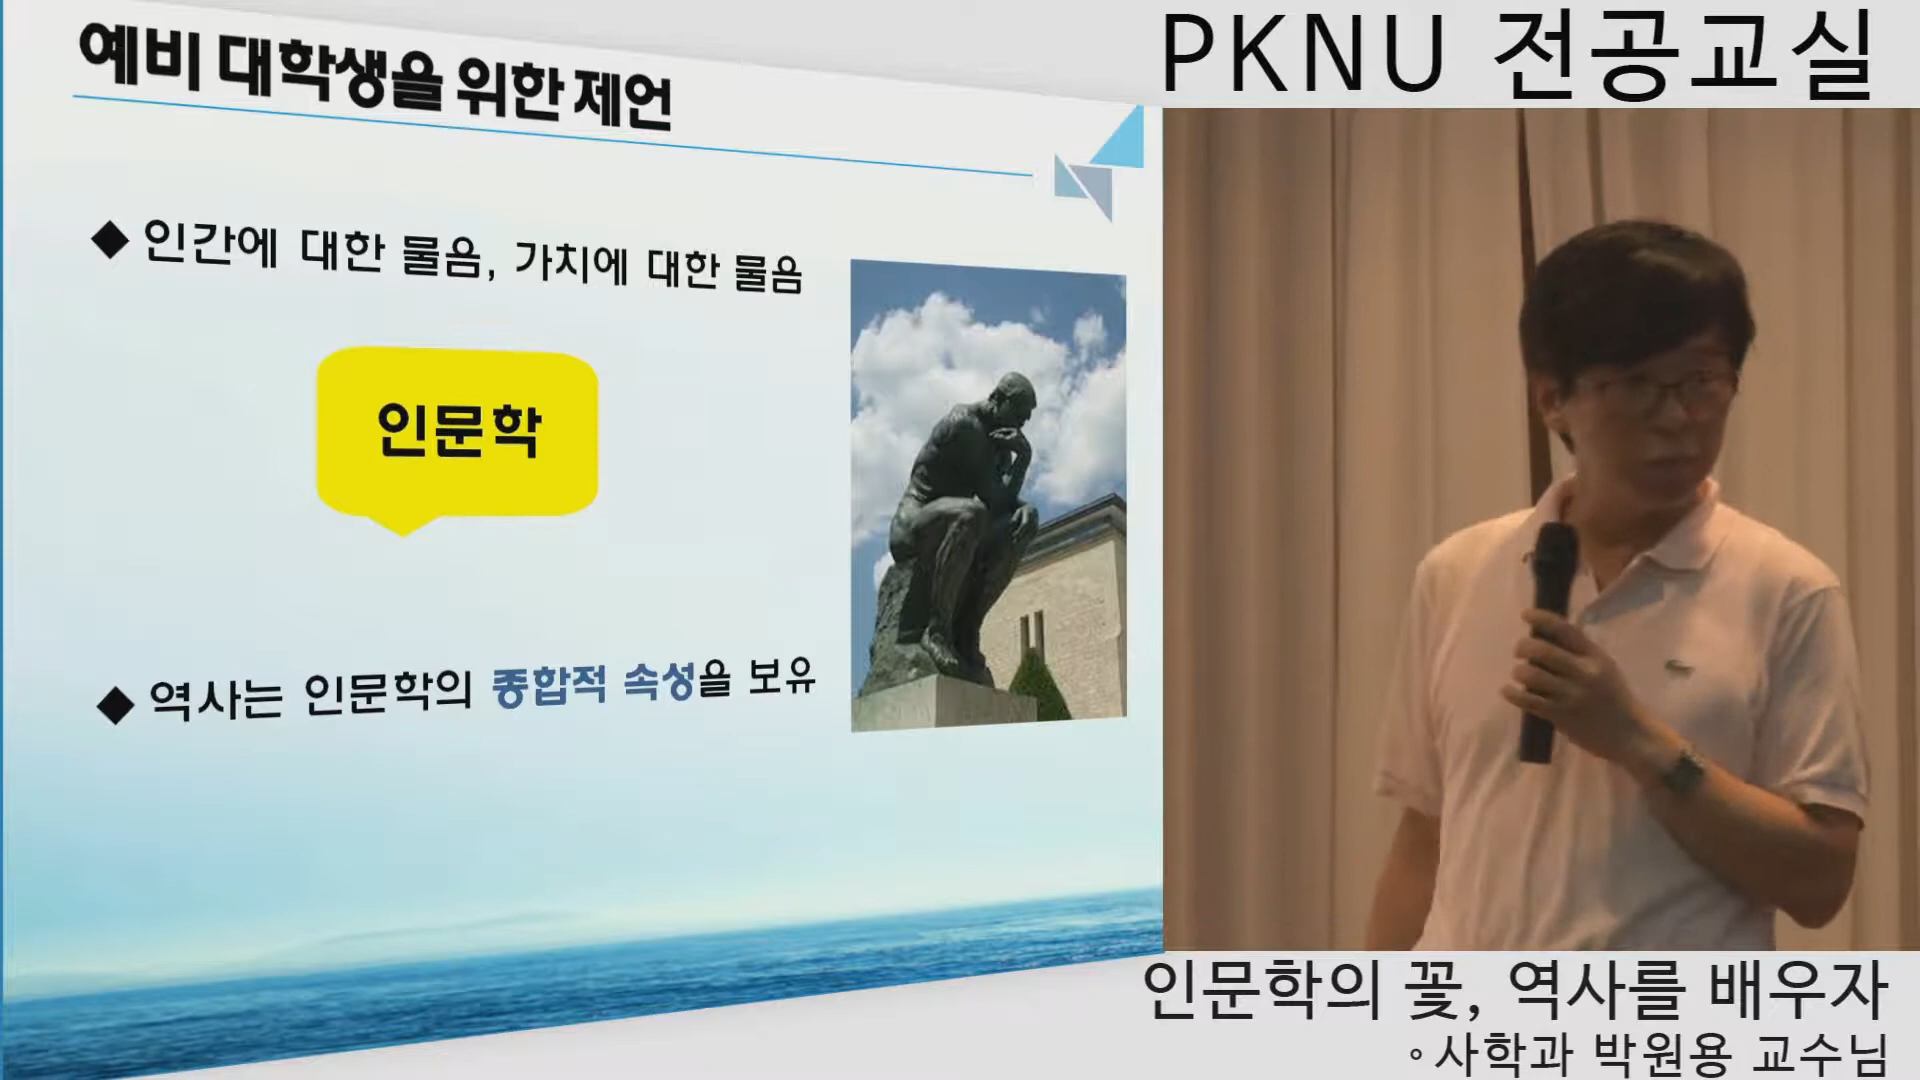 예비 대학생을 위한 제언
◆ 인간에 대한 물음, 가치에 대한 물음
인문학
◆ 역사는 인문학의 종합적 속성을 보유
PKNU 전공교실
인문학의 꽃, 역사를 배우자
◦사학과 박원용 교수님